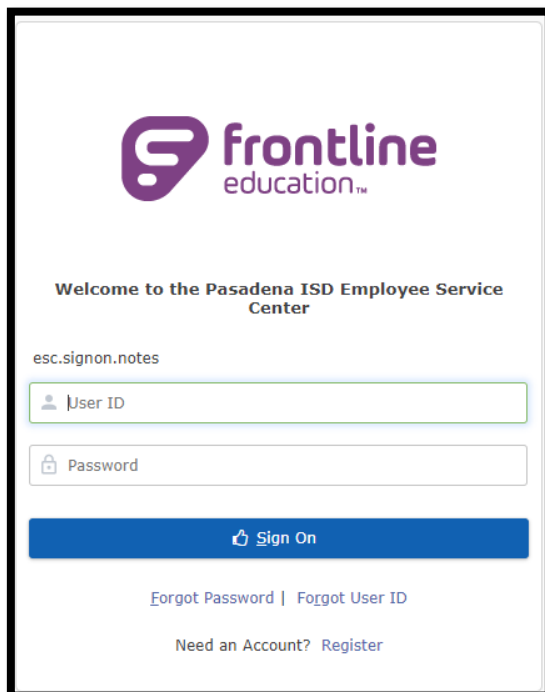 frontline
education™
Welcome to the Pasadena ISD Employee Service
Center
esc.signon.notes
User ID
Password
Sign On
Forgot Password | Forgot User ID
Need an Account? Register